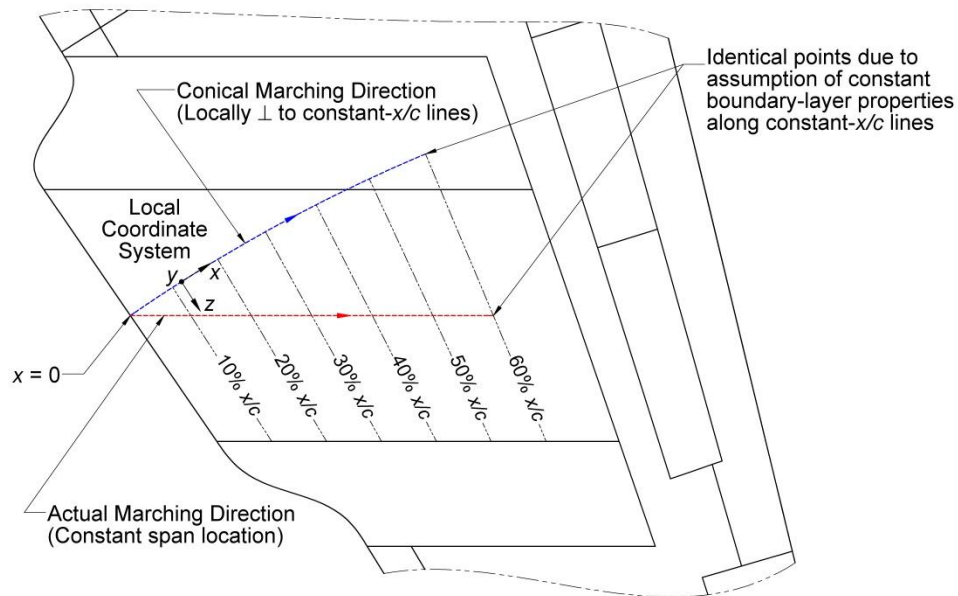 Conical Marching Direction
(Locally ⊥ to constant-x/c lines)
Identical points due to
assumption of constant
boundary-layer properties
along constant-x/c lines
Local
Coordinate
System
y
x
z
x = 0
10% x/c
20% x/c
30% x/c
40% x/c
50% x/c
60% x/c
Actual Marching Direction
(Constant span location)